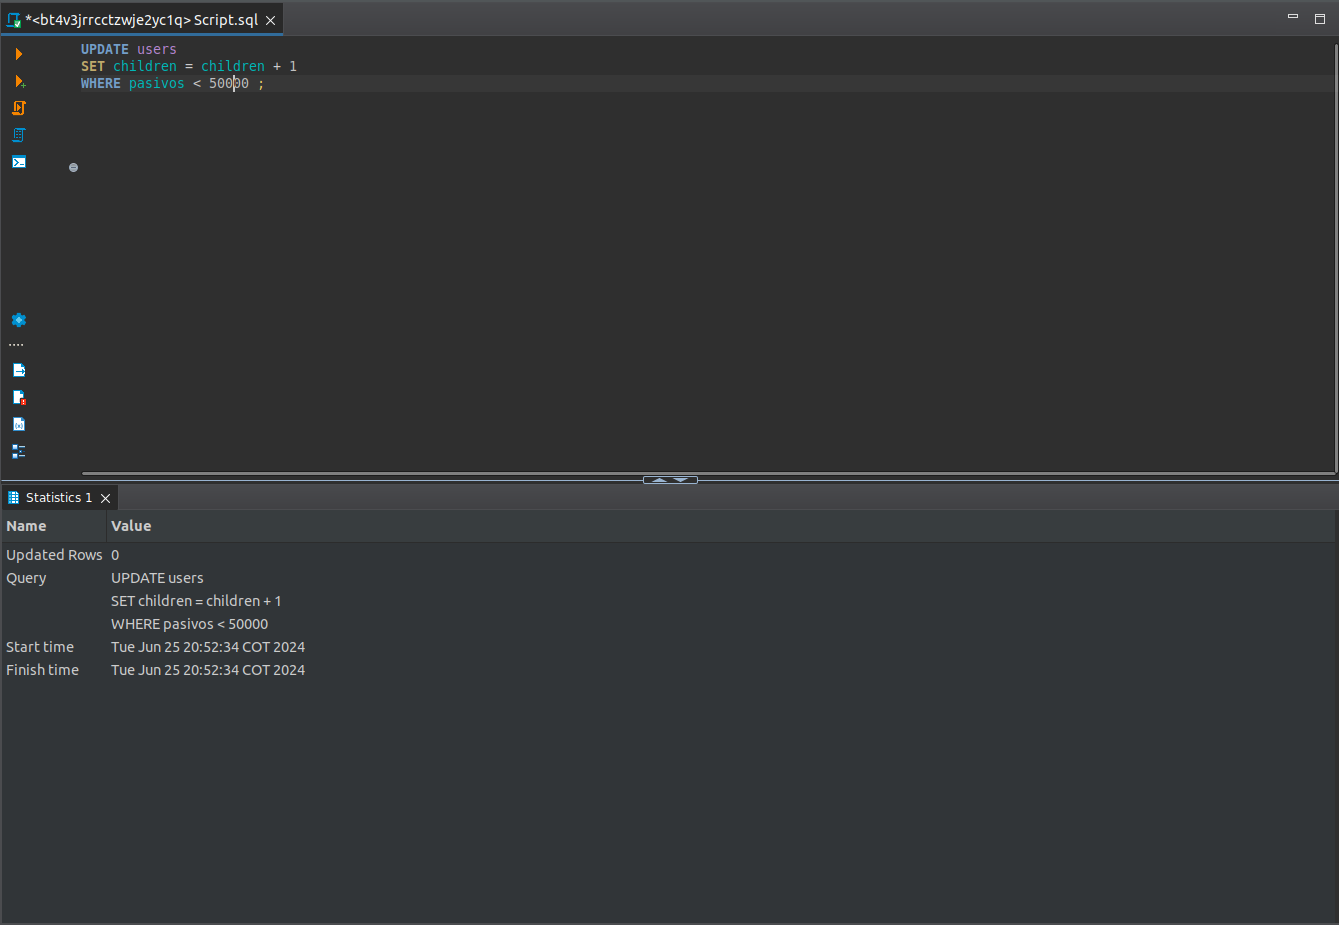 *<bt4v3jrrcctzwje2yc1q> Script.sql
UPDATE users
SET children = children + 1
WHERE pasivos < 50000 ;
Statistics 1
Name Value
Updated Rows 0
Query UPDATE users
SET children = children + 1
WHERE pasivos < 50000
Start time Tue Jun 25 20:52:34 COT 2024
Finish time Tue Jun 25 20:52:34 COT 2024